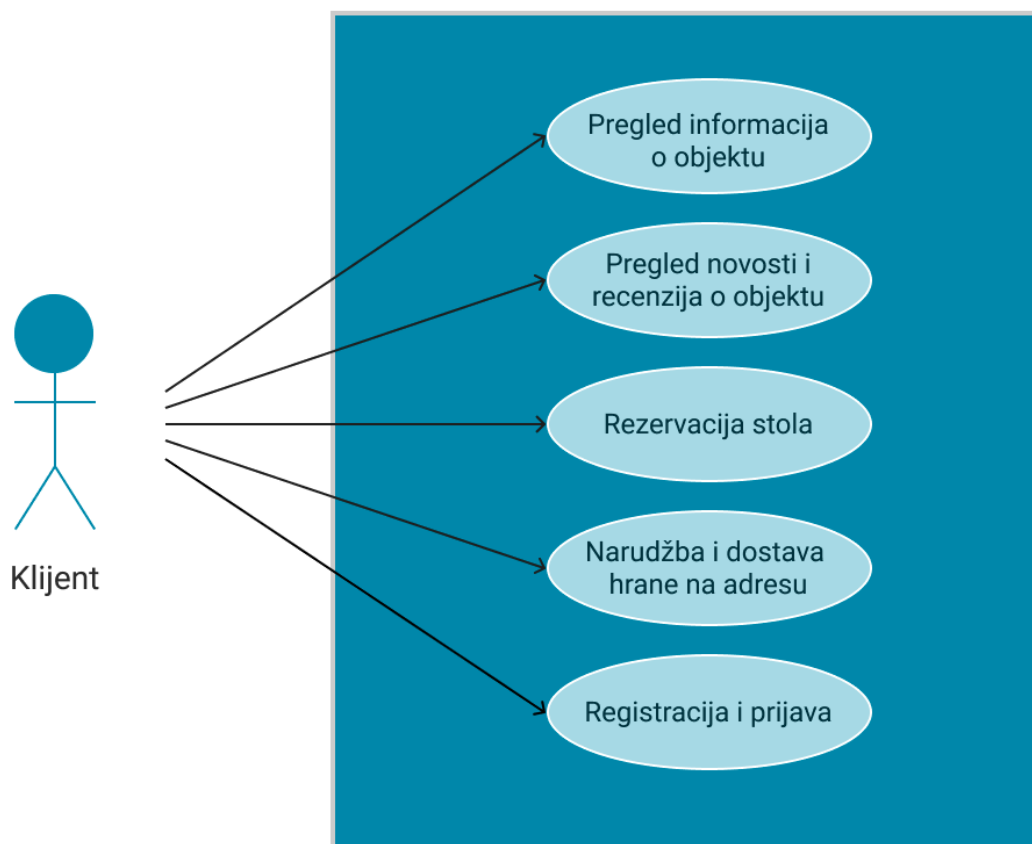 Pregled informacija
o objektu
Pregled novosti i
recenzija o objektu
Rezervacija stola
Narudžba i dostava
hrane na adresu
Registracija i prijava
Klijent